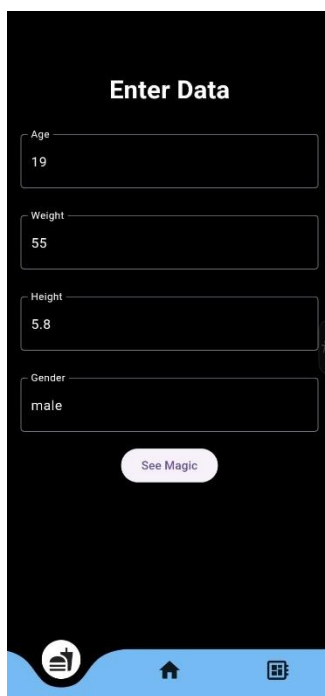 Enter Data
Age
19
Weight
55
Height
5.8
Gender
male
See Magic